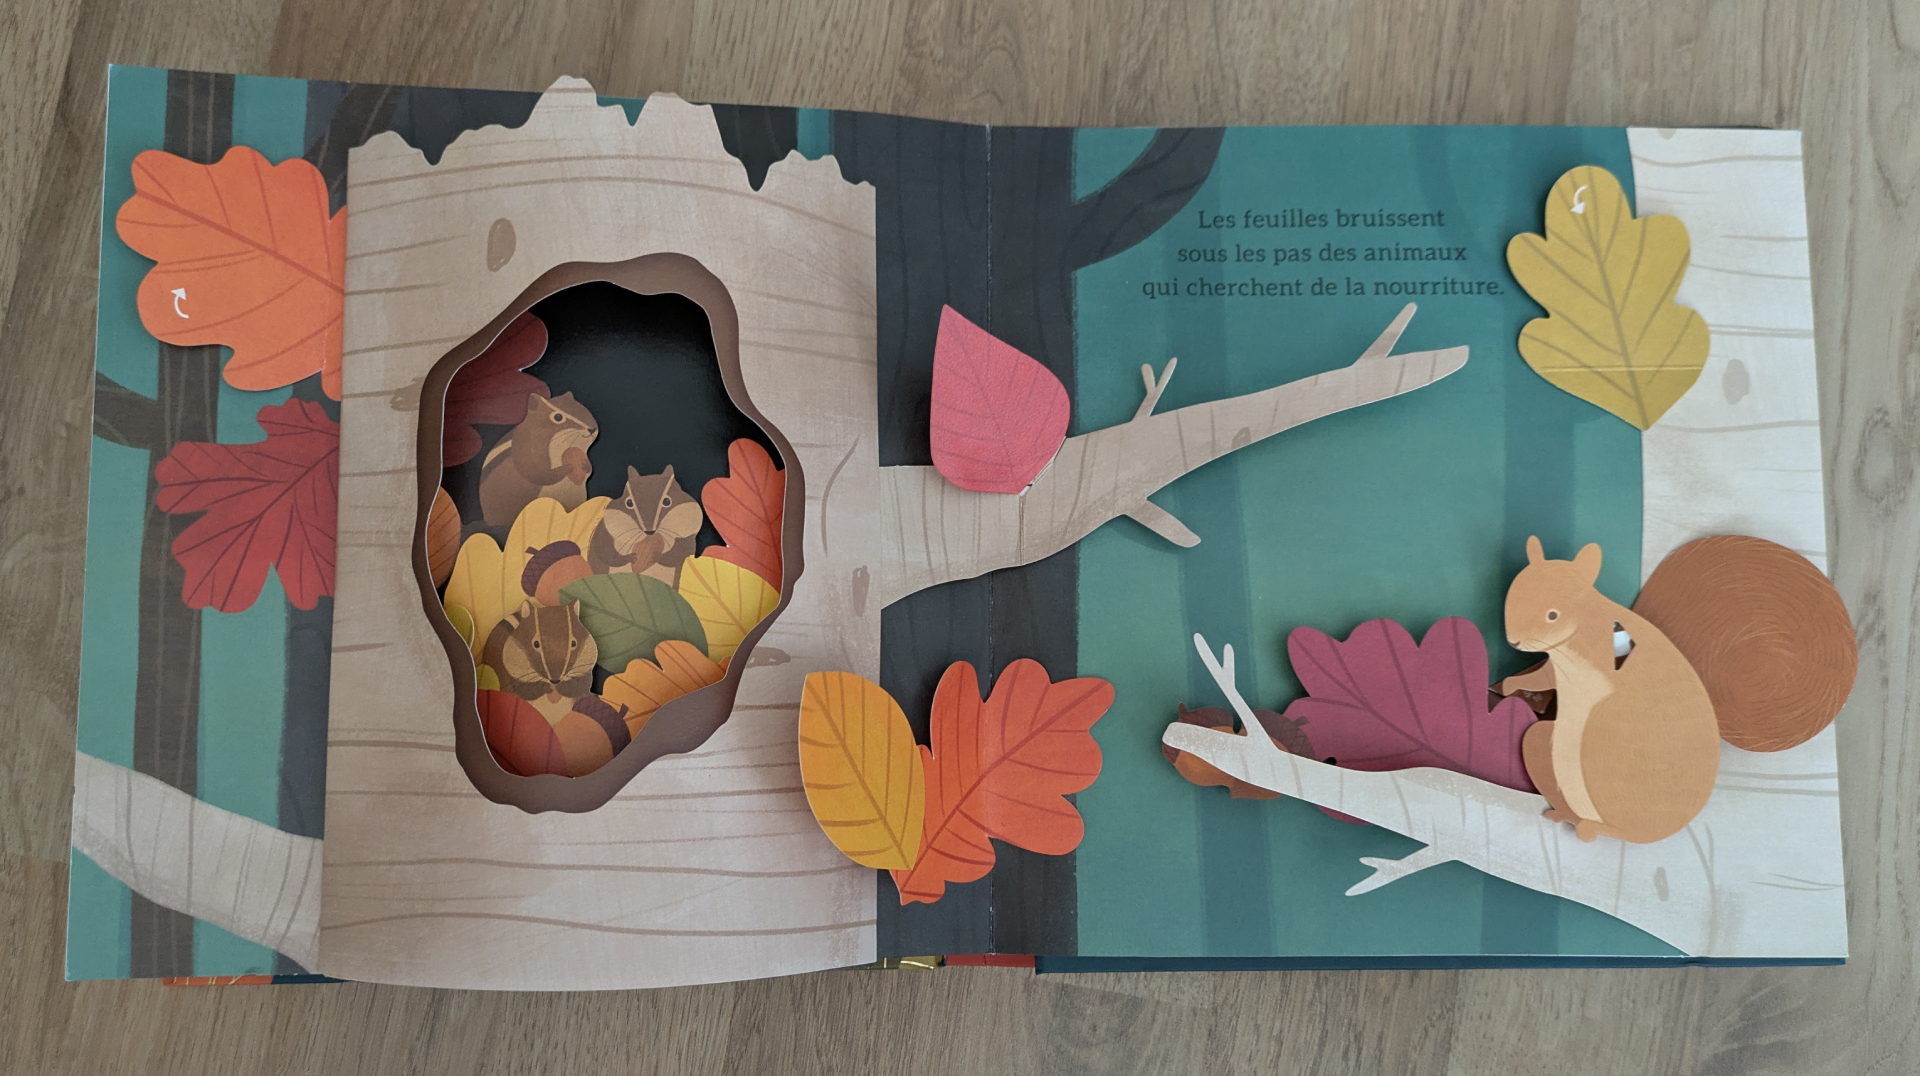 Les feuilles bruissent
sous les pas des animaux
qui cherchent de la nourriture.